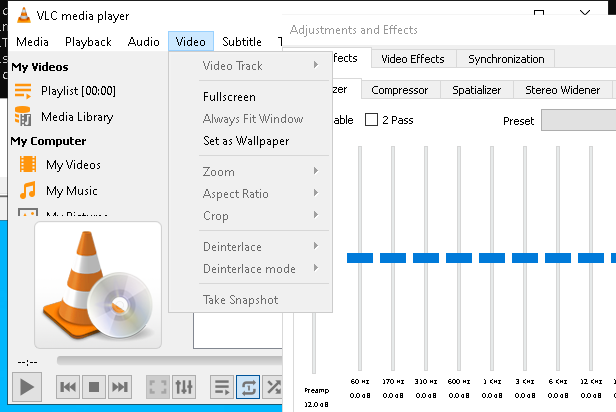 VLC media player
Media Playback Audio Video Subtitle T
My Videos
Playlist [00:00]
Media Library
My Computer
My Videos
My Music
My Pictures
--:--
Video Track
Fullscreen
Always Fit Window
Set as Wallpaper
Zoom
Aspect Ratio
Crop
Deinterlace
Deinterlace mode
Take Snapshot
Adjustments and Effects
fects Video Effects Synchronization
zer Compressor Spatializer Stereo Widener
able 2 Pass Preset
60 Hz 170 Hz 310 Hz 600 Hz 1 KHz 3 KHz 6 KHz 12 KHz
Preamp 0.0 dB 0.0 dB 0.0 dB 0.0 dB 0.0 dB 0.0 dB 0.0 dB 0.0 dB
12.0 dB